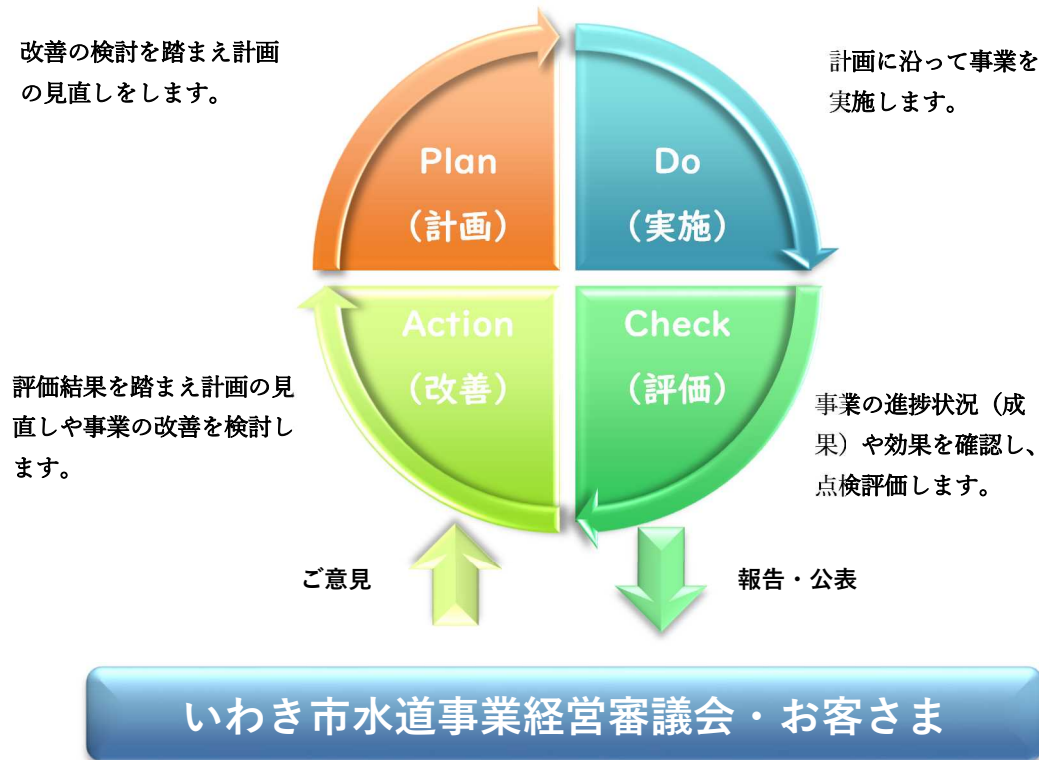 改善の検討を踏まえ計画
の見直しをします。
計画に沿って事業を
実施します。
Plan
(計画)
Do
(実施)
Action
(改善)
Check
(評価)
評価結果を踏まえ計画の見
直しや事業の改善を検討し
ます。
事業の進捗状況（成
果）や効果を確認し、
点検評価します。
ご意見
報告・公表
いわき市水道事業経営審議会・お客さま